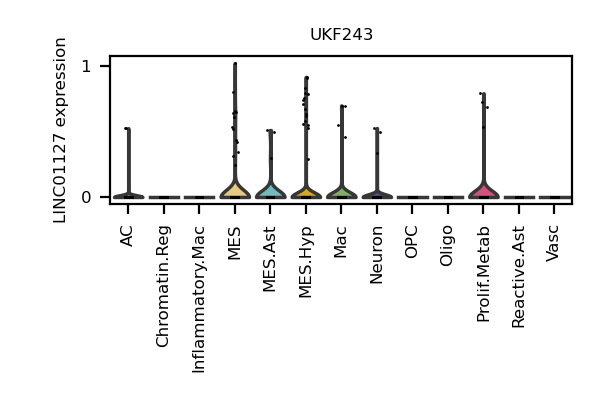 UKF243
LINC01127 expression
1
0
AC
Chromatin.Reg
Inflammatory.Mac
MES
MES.Ast
MES.Hyp
Mac
Neuron
OPC
Oligo
Prolif.Metab
Reactive.Ast
Vasc